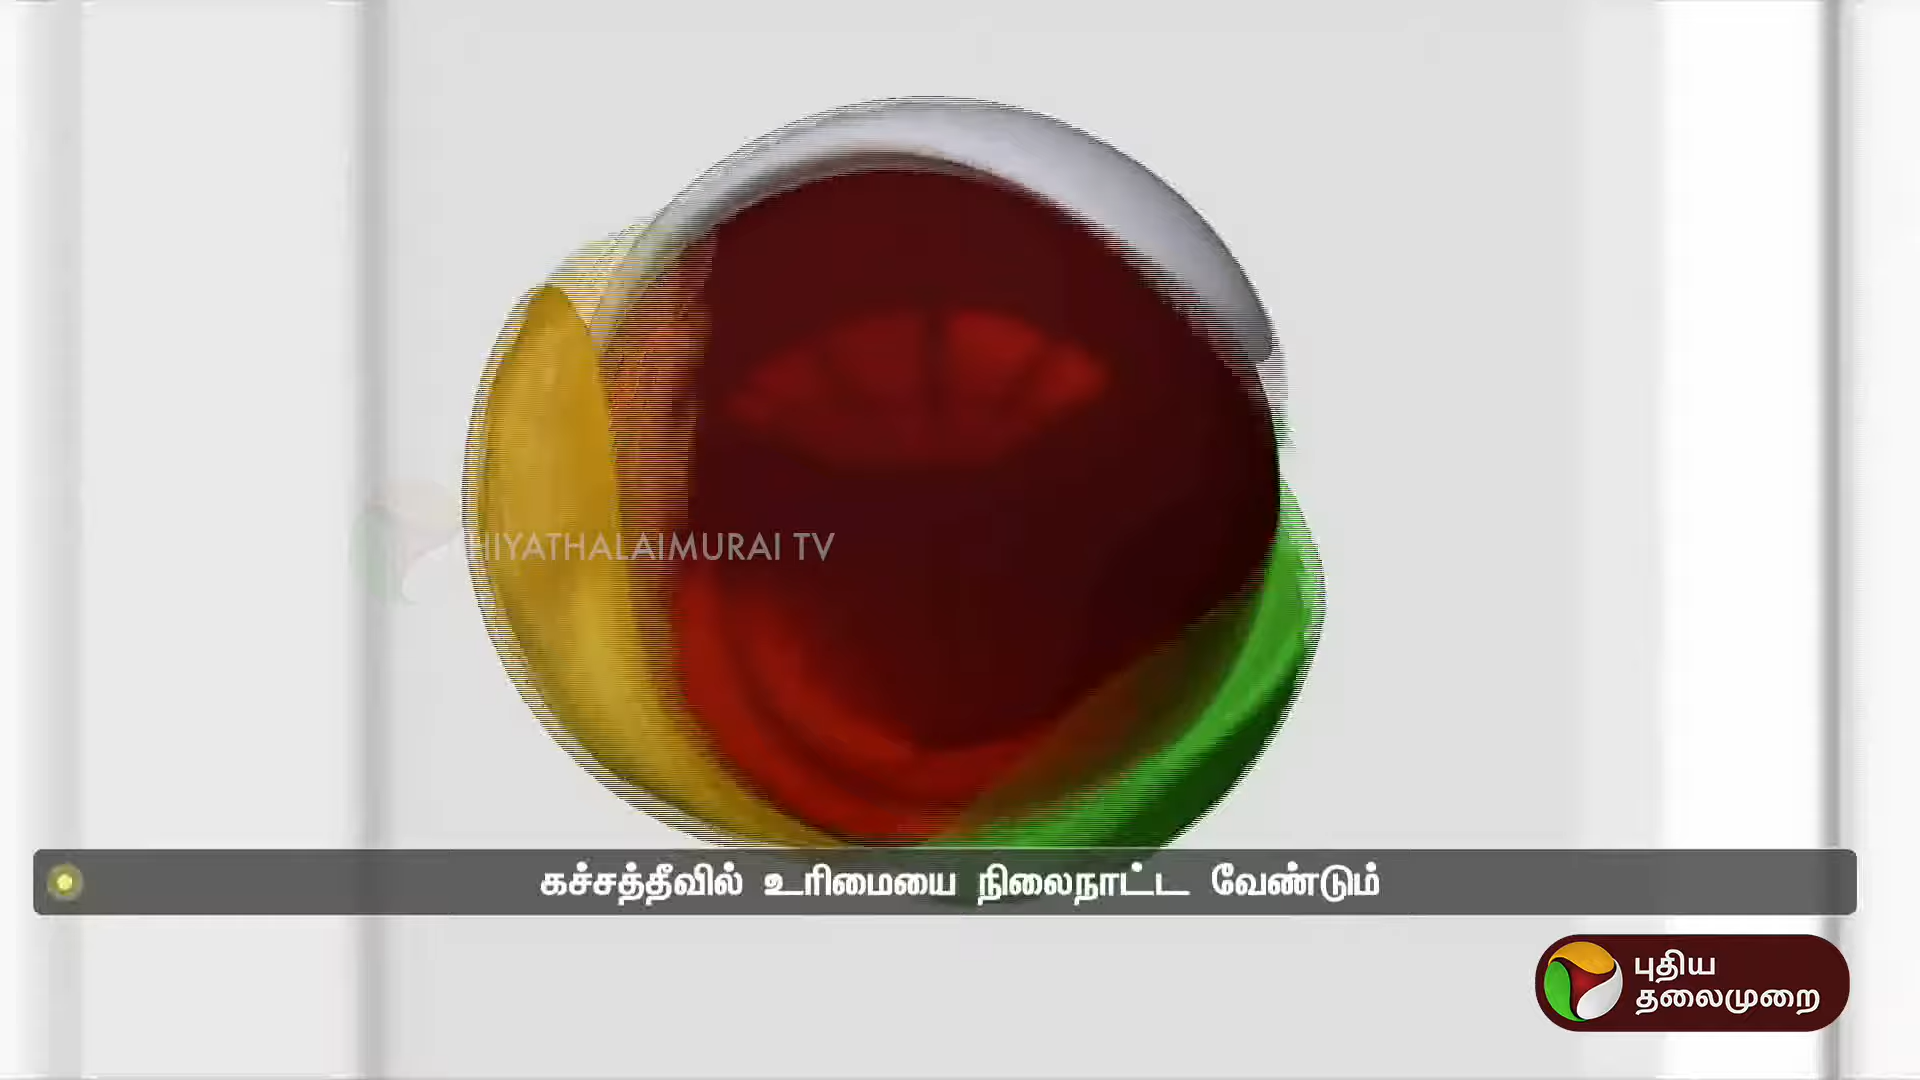 HIYATHALAIMURAI TV
கச்சத்தீவில் உரிமையை நிலைநாட்ட வேண்டும்
புதிய
தலைமுறை